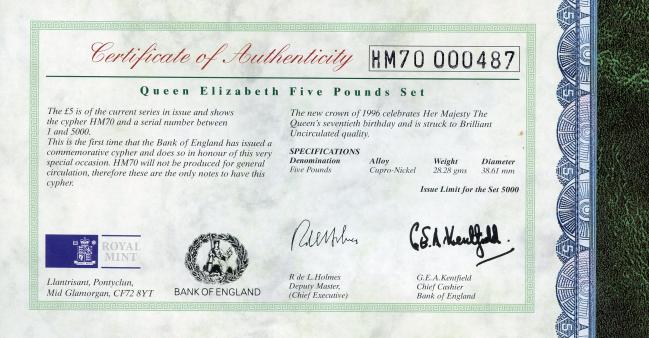 Certificate of Authenticity HM70 000487
Queen Elizabeth Five Pounds Set
The £5 is of the current series in issue and shows
the cypher HM70 and a serial number between
1 and 5000.
This is the first time that the Bank of England has issued a
commemorative cypher and does so in honour of this very
special occasion. HM70 will not be produced for general
circulation, therefore these are the only notes to have this
cypher.
The new crown of 1996 celebrates Her Majesty The
Queen's seventieth birthday and is struck to Brilliant
Uncirculated quality.
SPECIFICATIONS
Denomination Alloy Weight Diameter
Five Pounds Cupro-Nickel 28.28 gms 38.61 mm
Issue Limit for the Set 5000
ROYAL
MINT
Llantrisant, Pontyclun,
Mid Glamorgan, CF72 8YT
BANK OF ENGLAND
R de L.Holmes
Deputy Master,
(Chief Executive)
G.E.A. Kentfield
G.E.A.Kentfield
Chief Cashier
Bank of England
£5
£5
£5
£5